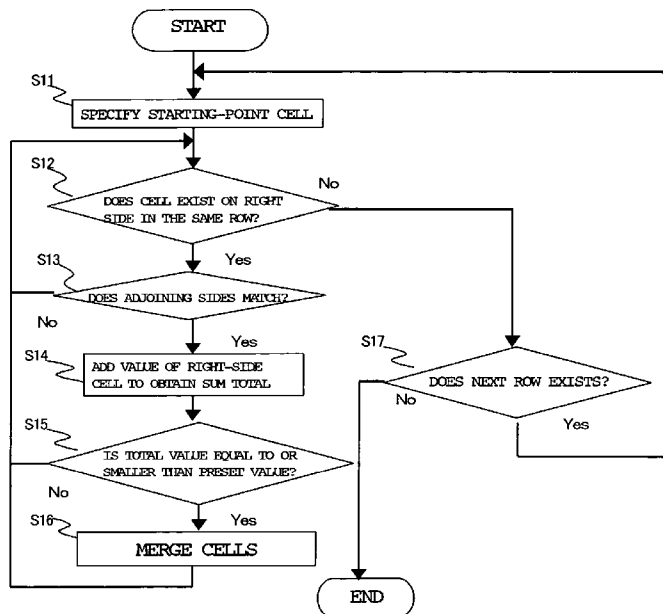 START
S11
SPECIFY STARTING-POINT CELL
S12
DOES CELL EXIST ON RIGHT
SIDE IN THE SAME ROW?
No
Yes
S13
DOES ADJOINING SIDES MATCH?
No
Yes
S14
ADD VALUE OF RIGHT-SIDE
CELL TO OBTAIN SUM TOTAL
S15
IS TOTAL VALUE EQUAL TO OR
SMALLER THAN PRESET VALUE?
No
Yes
S16
MERGE CELLS
S17
DOES NEXT ROW EXISTS?
No
Yes
END